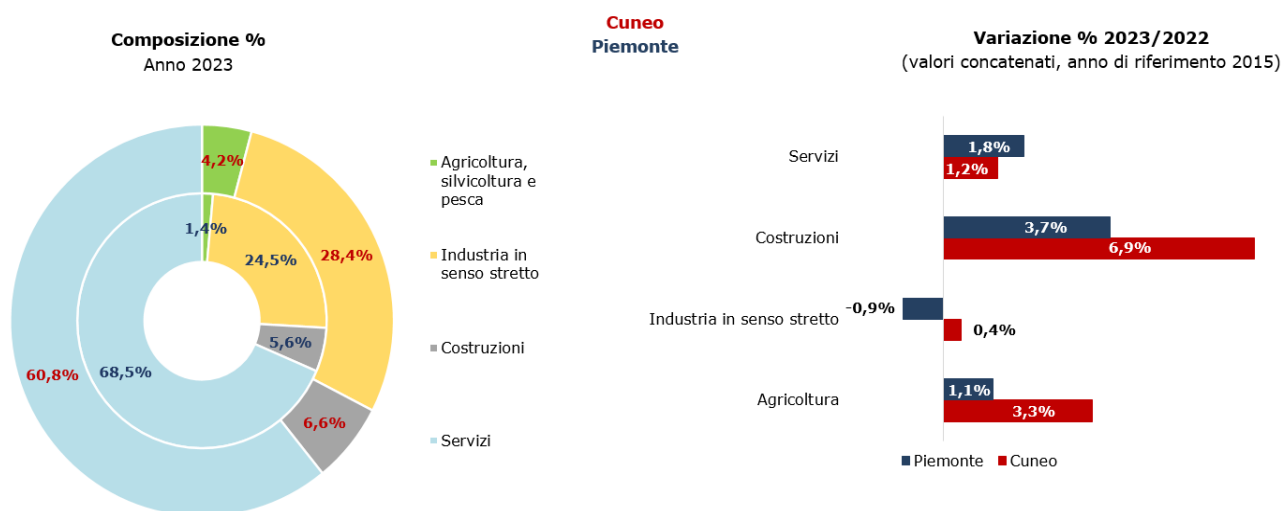 Cuneo
Piemonte
Composizione %
Anno 2023
4,2%
1,4%
28,4%
24,5%
5,6%
68,5%
60,8%
6,6%
Agricoltura,
silvicoltura e
pesca
Industria in
senso stretto
Costruzioni
Servizi
Variazione % 2023/2022
(valori concatenati, anno di riferimento 2015)
Servizi
1,8%
1,2%
Costruzioni
3,7%
6,9%
Industria in senso stretto
-0,9%
0,4%
Agricoltura
1,1%
3,3%
Piemonte
Cuneo